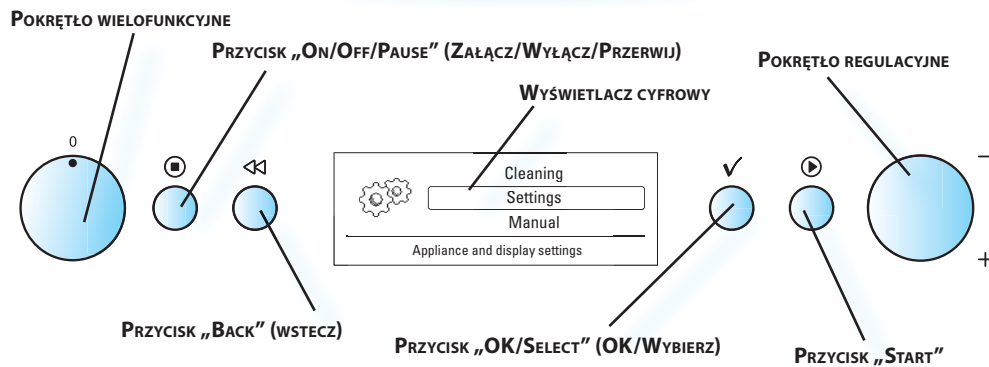 Pokrętło wielofunkcyjne
Przycisk „On/Off/Pause” (Załącz/Wyłącz/Przerwij)
Pokrętło regulacyjne
Wyświetlacz cyfrowy
0
Cleaning
Settings
Manual
Appliance and display settings
−
+
Przycisk „Back” (wstecz)
Przycisk „OK/Select” (OK/Wybierz)
Przycisk „Start”